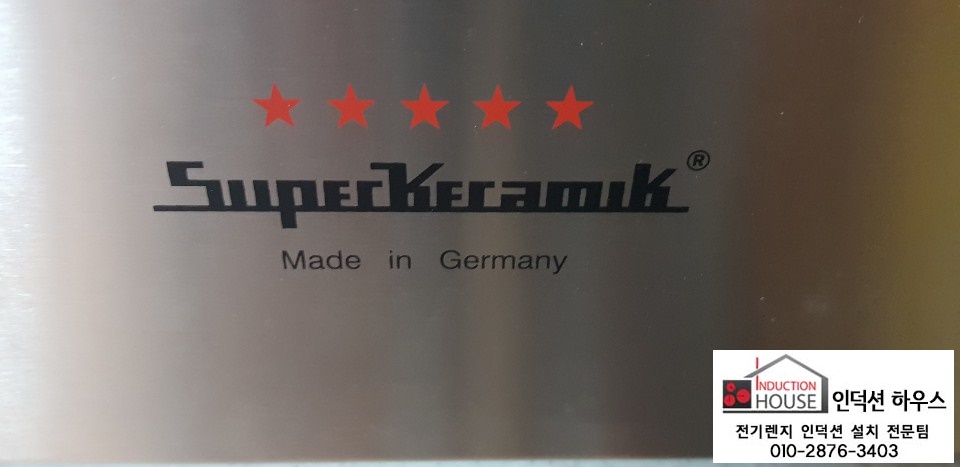 SuperKeramik®
Made in Germany
INDUCTION
HOUSE 인덕션 하우스
전기렌지 인덕션 설치 전문팀
010-2876-3403